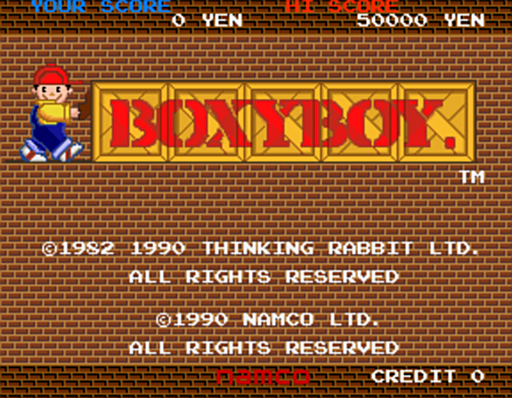 YOUR SCORE HI SCORE
0 YEN 50000 YEN
BOXYBOY.
TM
©1982 1990 THINKING RABBIT LTD.
ALL RIGHTS RESERVED
©1990 NAMCO LTD.
ALL RIGHTS RESERVED
namco CREDIT 0